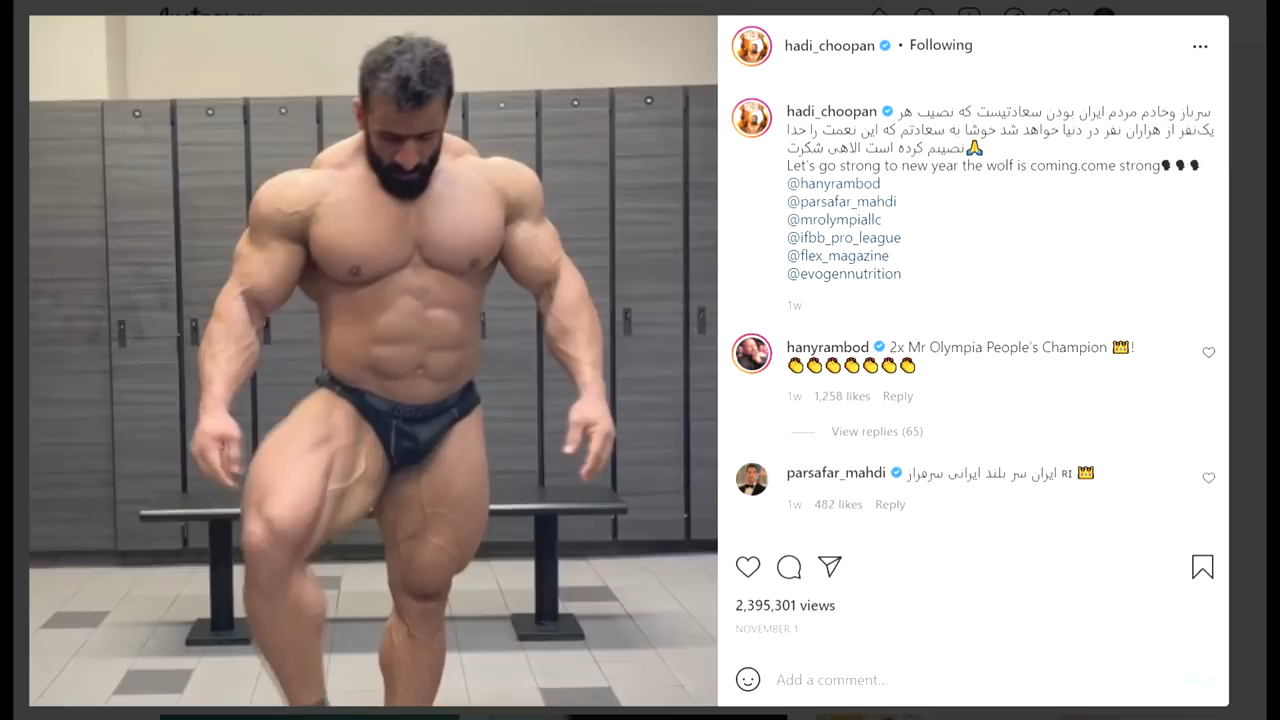 hadi_choopan • Following
hadi_choopan سرباز وخادم مردم ایران بودن سعادتیست که نصیب هر
یک‌نفر از هزاران نفر در دنیا خواهد شد خوشا به سعادتم که این نعمت را خدا
نصیبم کرده است الاهی شکرت🙏
Let's go strong to new year the wolf is coming.come strong🗣🗣🗣
@hanyrambod
@parsafar_mahdi
@mrolympiallc
@ifbb_pro_league
@flex_magazine
@evogennutrition
1w
hanyrambod 2x Mr Olympia People's Champion 👑!
👏👏👏👏👏👏👏
1w 1,258 likes Reply
View replies (65)
parsafar_mahdi ایران سر بلند ایرانی سرفراز 🇮🇷 👑
1w 482 likes Reply
2,395,301 views
NOVEMBER 1
Add a comment...
Post